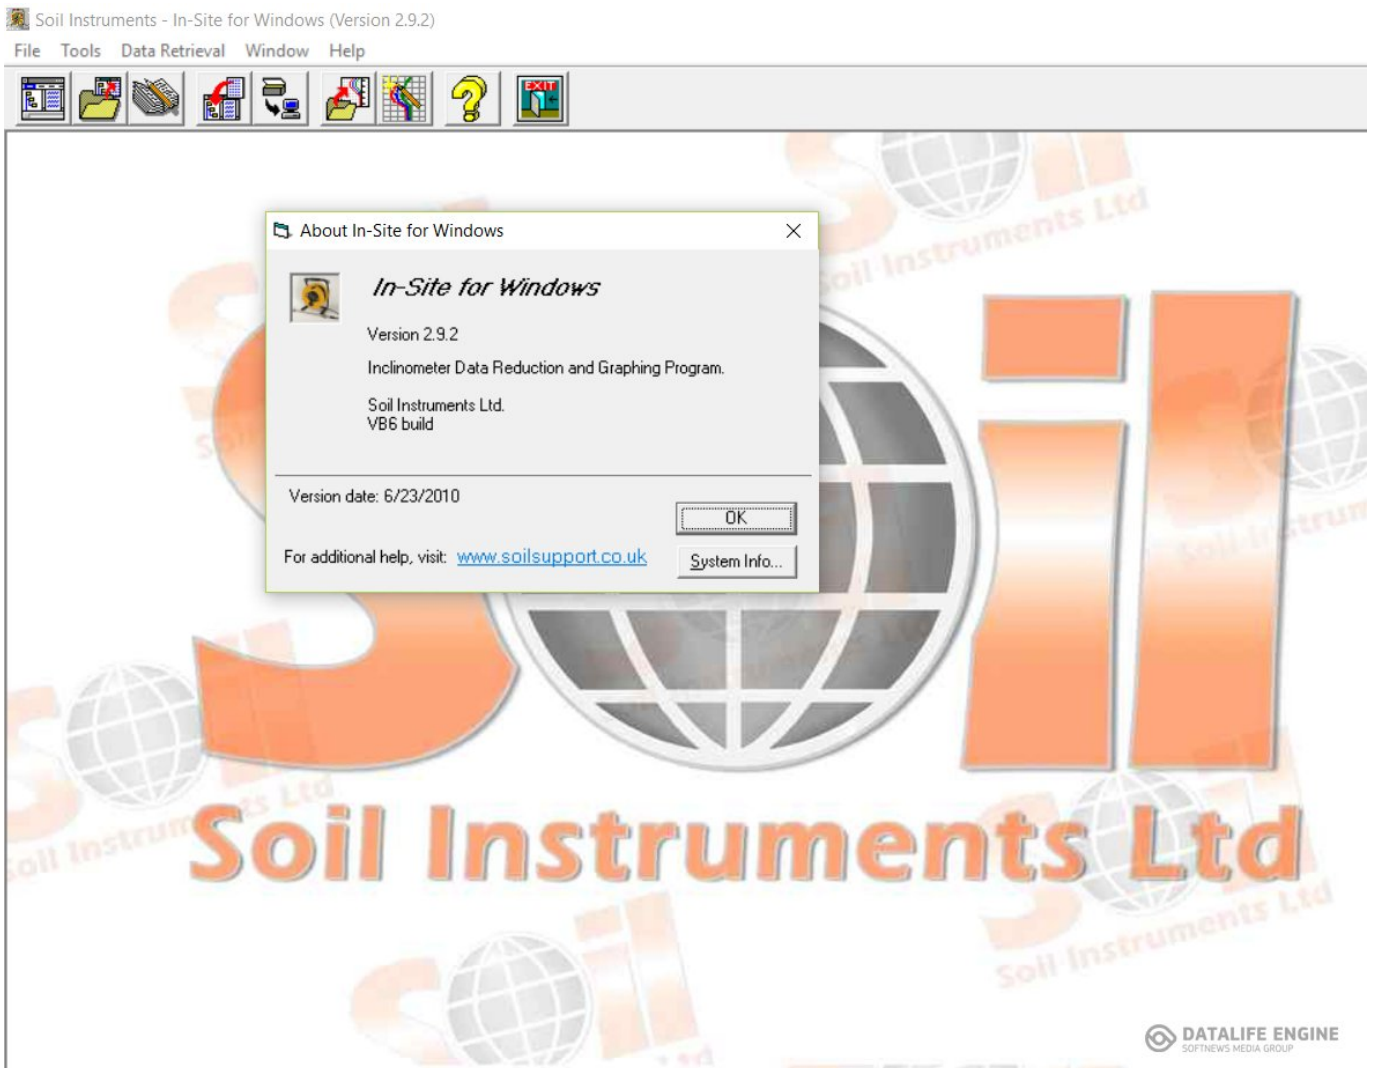 Soil Instruments - In-Site for Windows (Version 2.9.2)
File Tools Data Retrieval Window Help
EXIT
Soil Instruments Ltd
About In-Site for Windows
In-Site for Windows
Version 2.9.2
Inclinometer Data Reduction and Graphing Program.
Soil Instruments Ltd.
VB6 build
Version date: 6/23/2010
OK
For additional help, visit: www.soilsupport.co.uk
System Info...
Soil
Soil Instruments Ltd
Soil Instruments Ltd
DATALIFE ENGINE
SOFTNEWS MEDIA GROUP